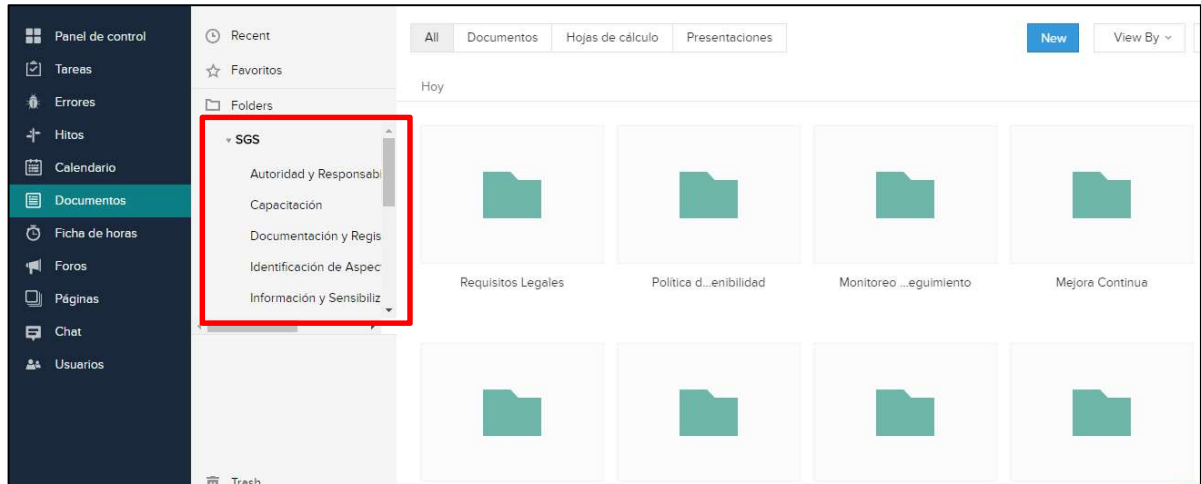 Panel de control
Tareas
Errores
Hitos
Calendario
Documentos
Ficha de horas
Foros
Páginas
Chat
Usuarios
Recent
Favoritos
Folders
SGS
Autoridad y Responsabi
Capacitación
Documentación y Regis
Identificación de Aspec
Información y Sensibiliz
Trash
All Documentos Hojas de cálculo Presentaciones New View By
Hoy
Requisitos Legales Política d...enibilidad Monitoreo ...eguimiento Mejora Continua